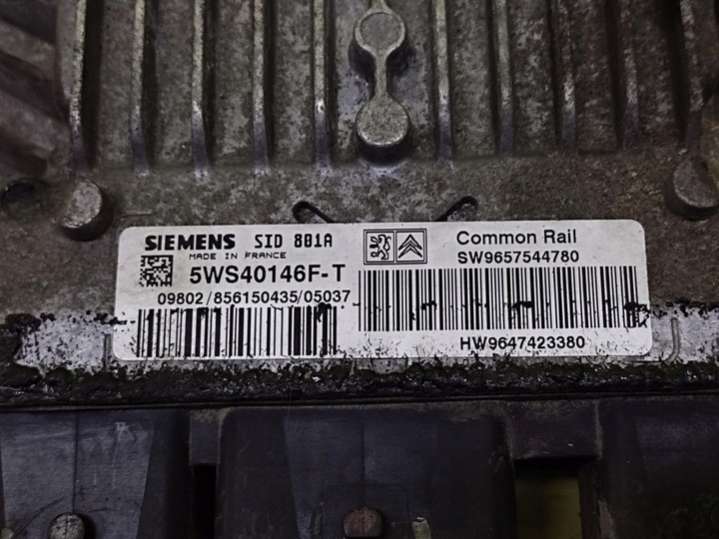 SIEMENS SID 801A
MADE IN FRANCE
5WS40146F-T
09802/856150435/05037
Common Rail
SW9657544780
HW9647423380